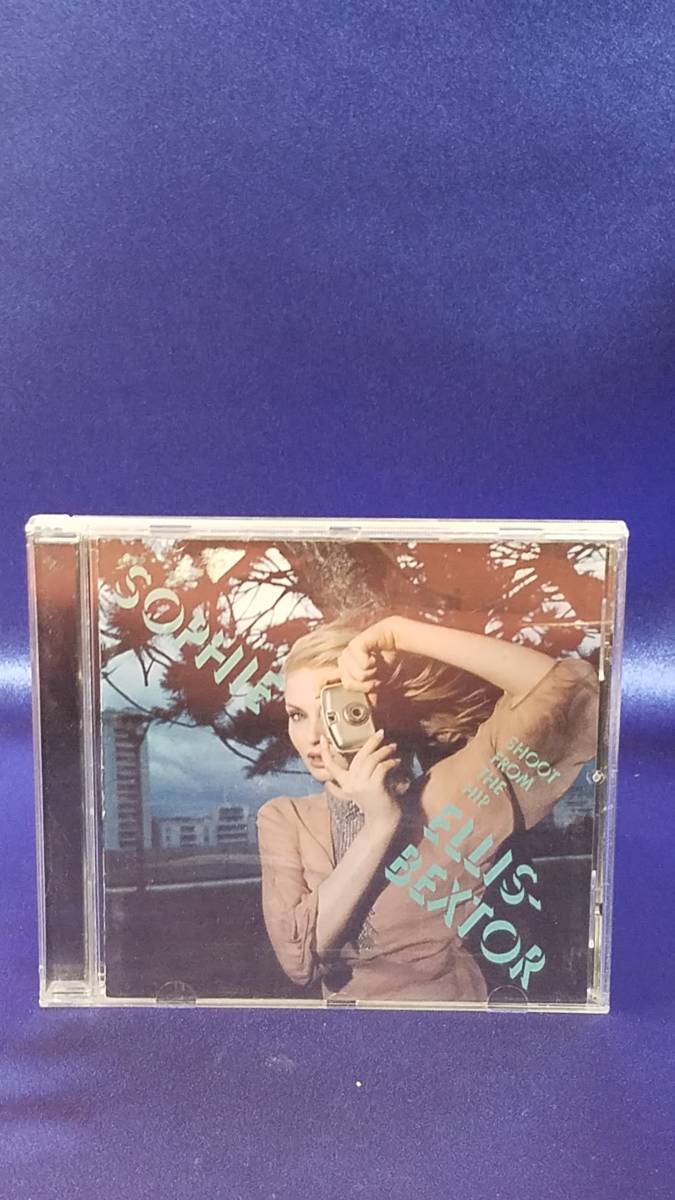 SOPHIE
SHOOT
FROM
THE
HIP
ELLIS-
BEXTOR